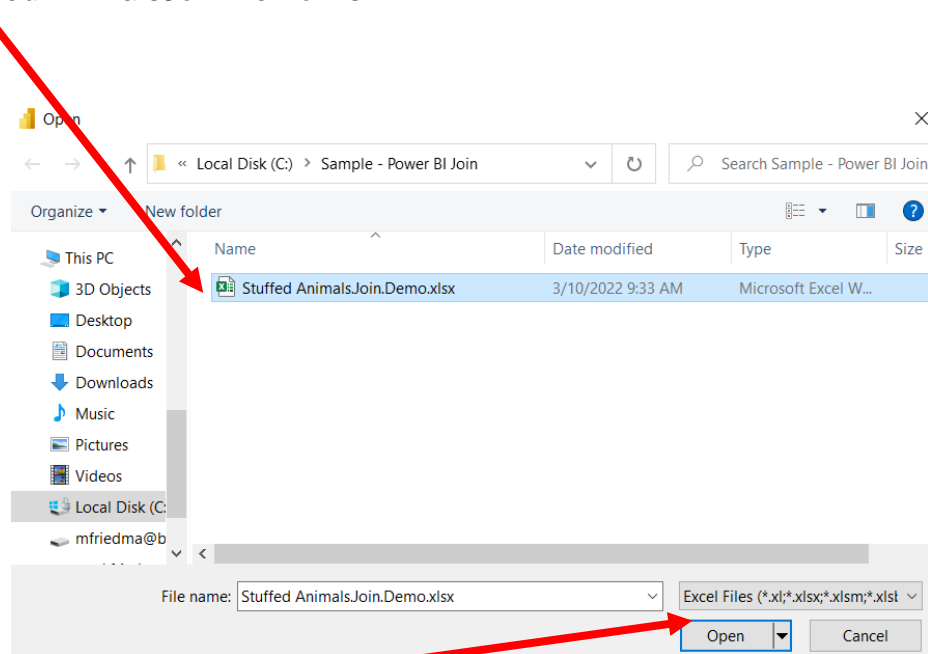 Open
« Local Disk (C:) > Sample - Power BI Join
Search Sample - Power BI Join
Organize
New folder
Name
Date modified
Type
Size
Stuffed Animals.Join.Demo.xlsx
3/10/2022 9:33 AM
Microsoft Excel W...
This PC
3D Objects
Desktop
Documents
Downloads
Music
Pictures
Videos
Local Disk (C:
mfriedma@b
File name:
Stuffed Animals.Join.Demo.xlsx
Excel Files (*.xl;*.xlsx;*.xlsm;*.xlsb
Open
Cancel